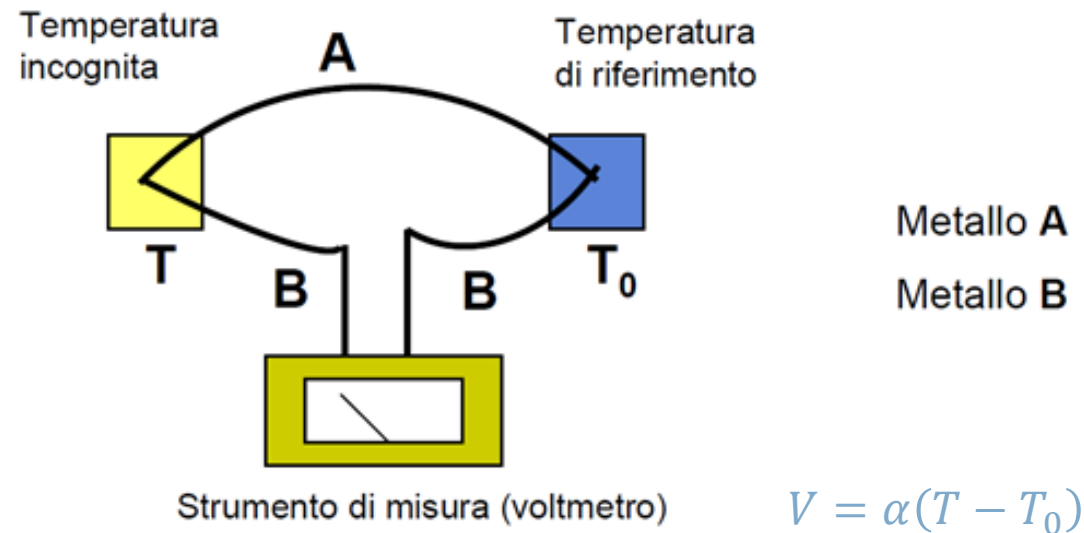 Temperatura
incognita
A
Temperatura
di riferimento
T
B
B
T₀
Metallo A
Metallo B
Strumento di misura (voltmetro)
V = α(T − T₀)